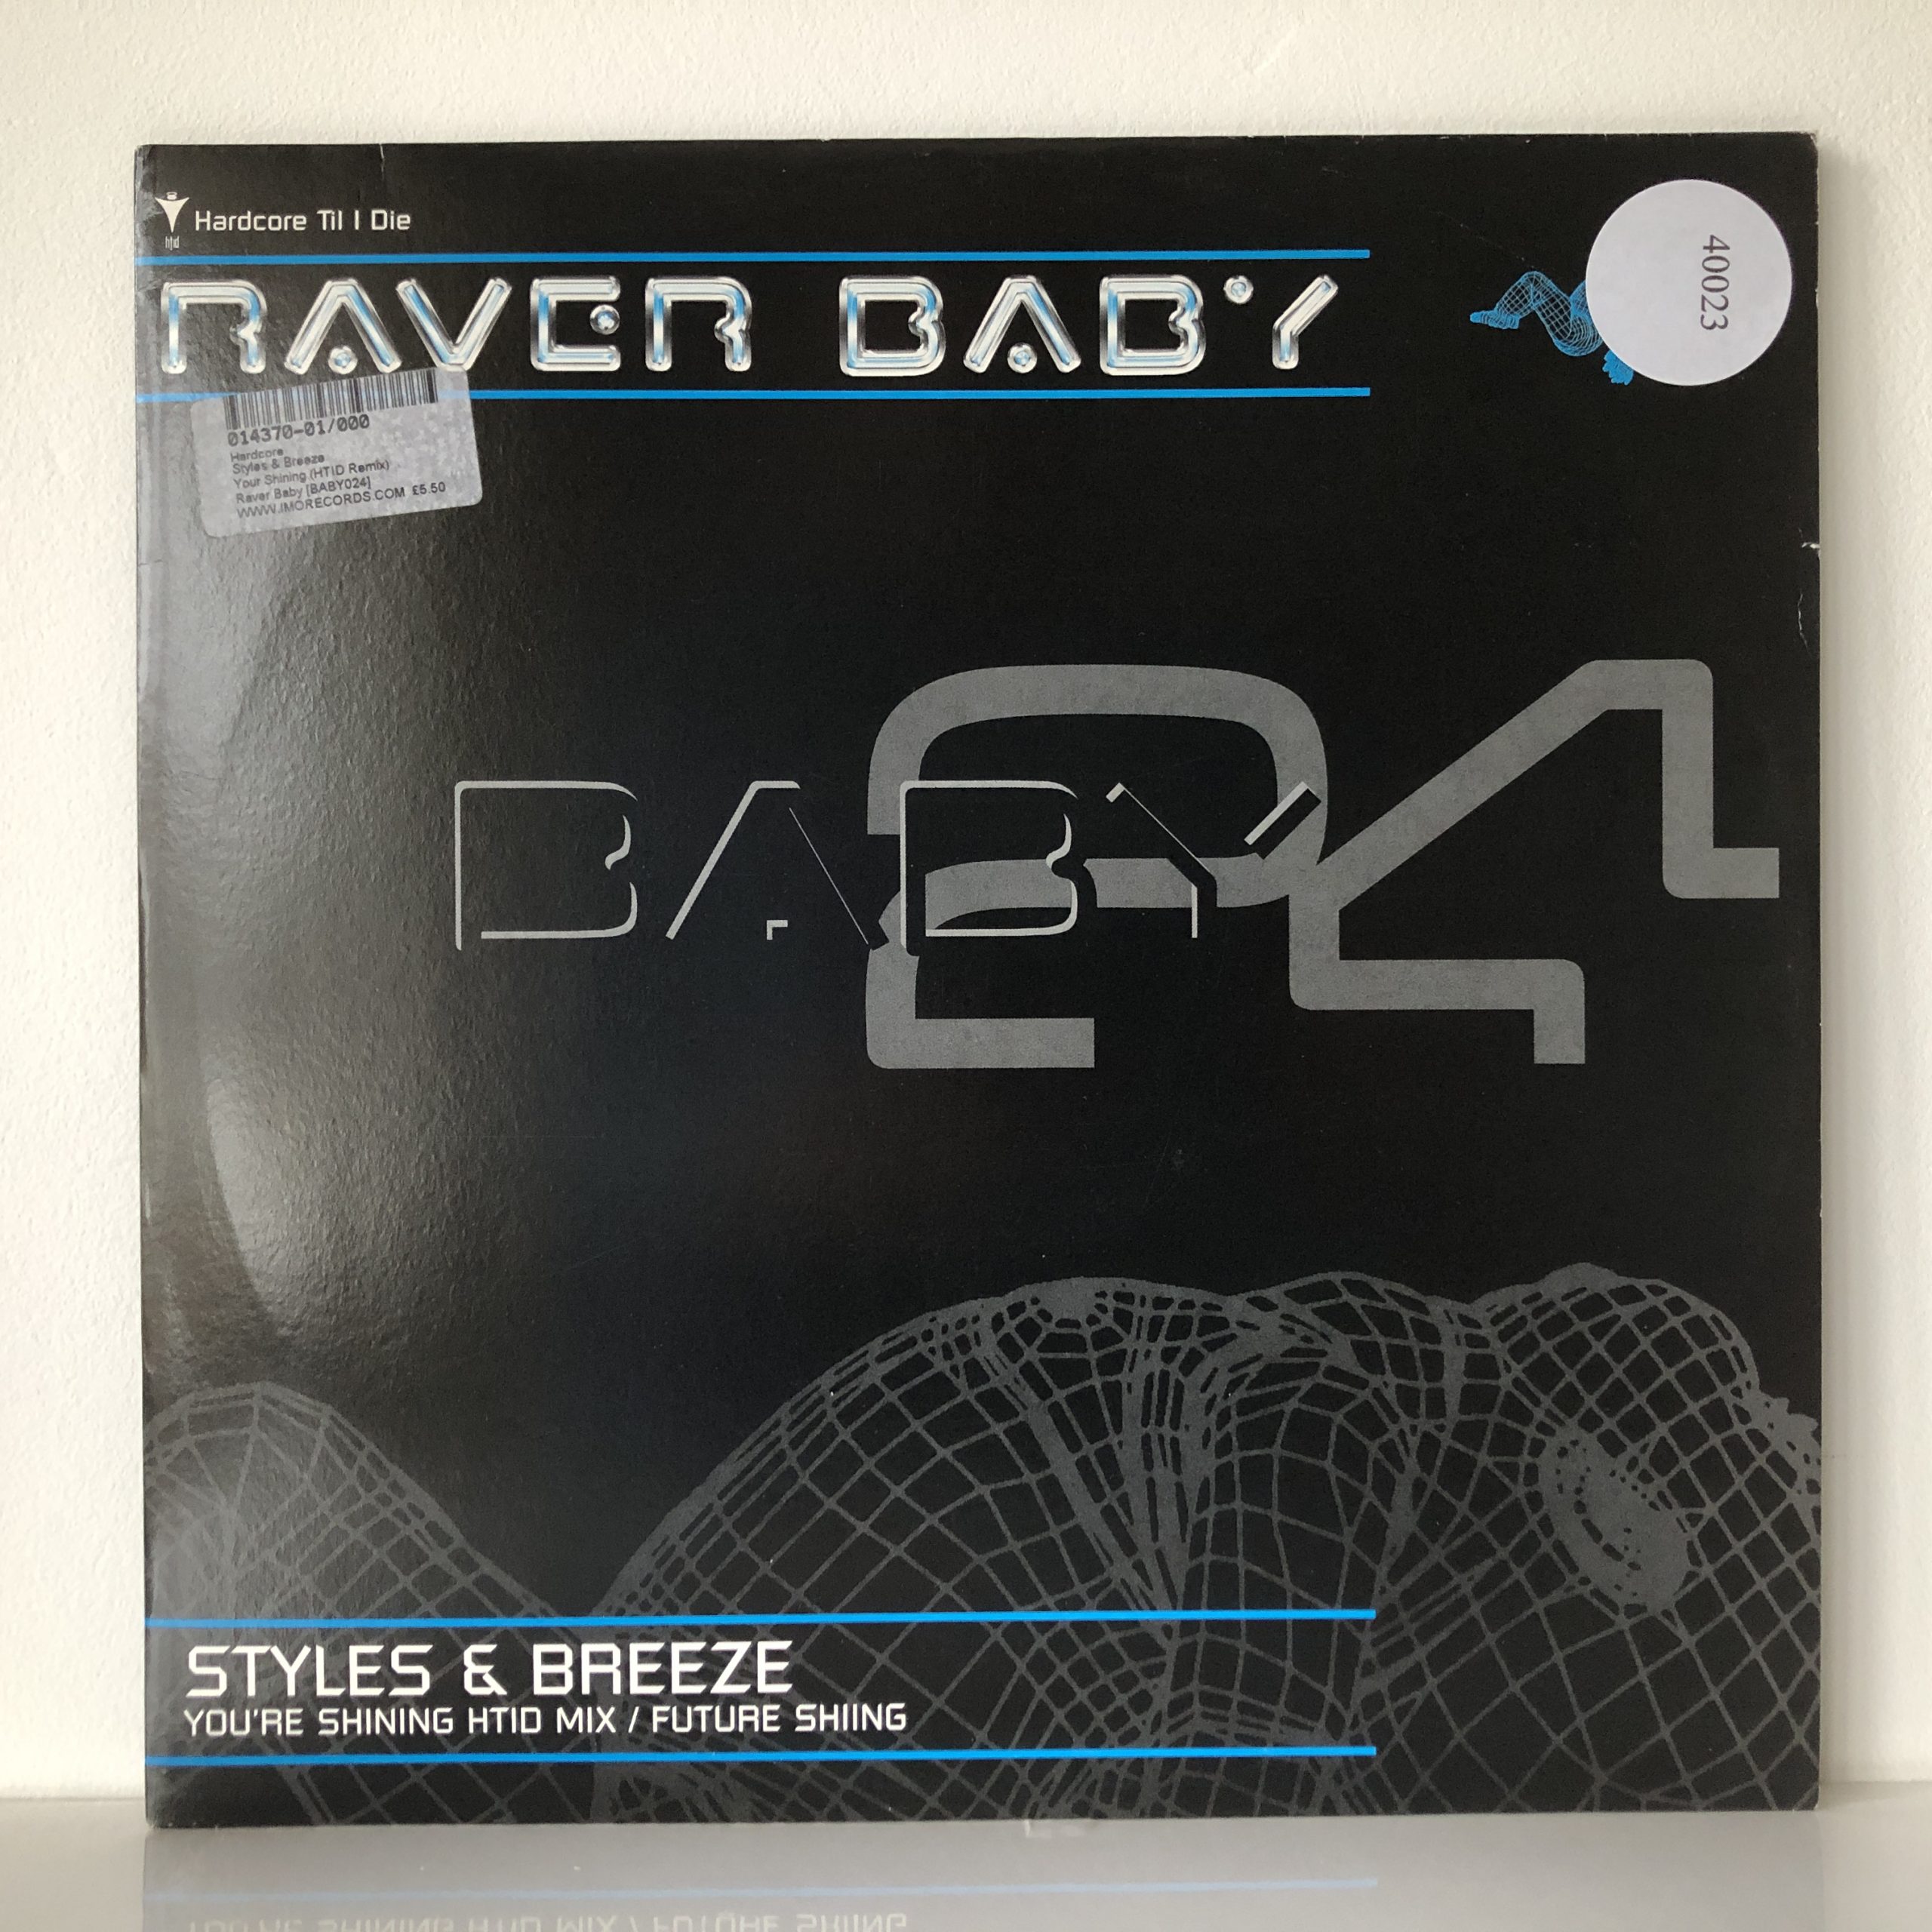 htid
Hardcore Til I Die
RAVER BABY
40023
014370-01/000
Hardcore
Styles & Breeze
Your Shining (HTID Remix)
Raver Baby [BABY024]
WWW.IMORECORDS.COM £5.50
BABY
24
STYLES & BREEZE
YOU'RE SHINING HTID MIX / FUTURE SHIING